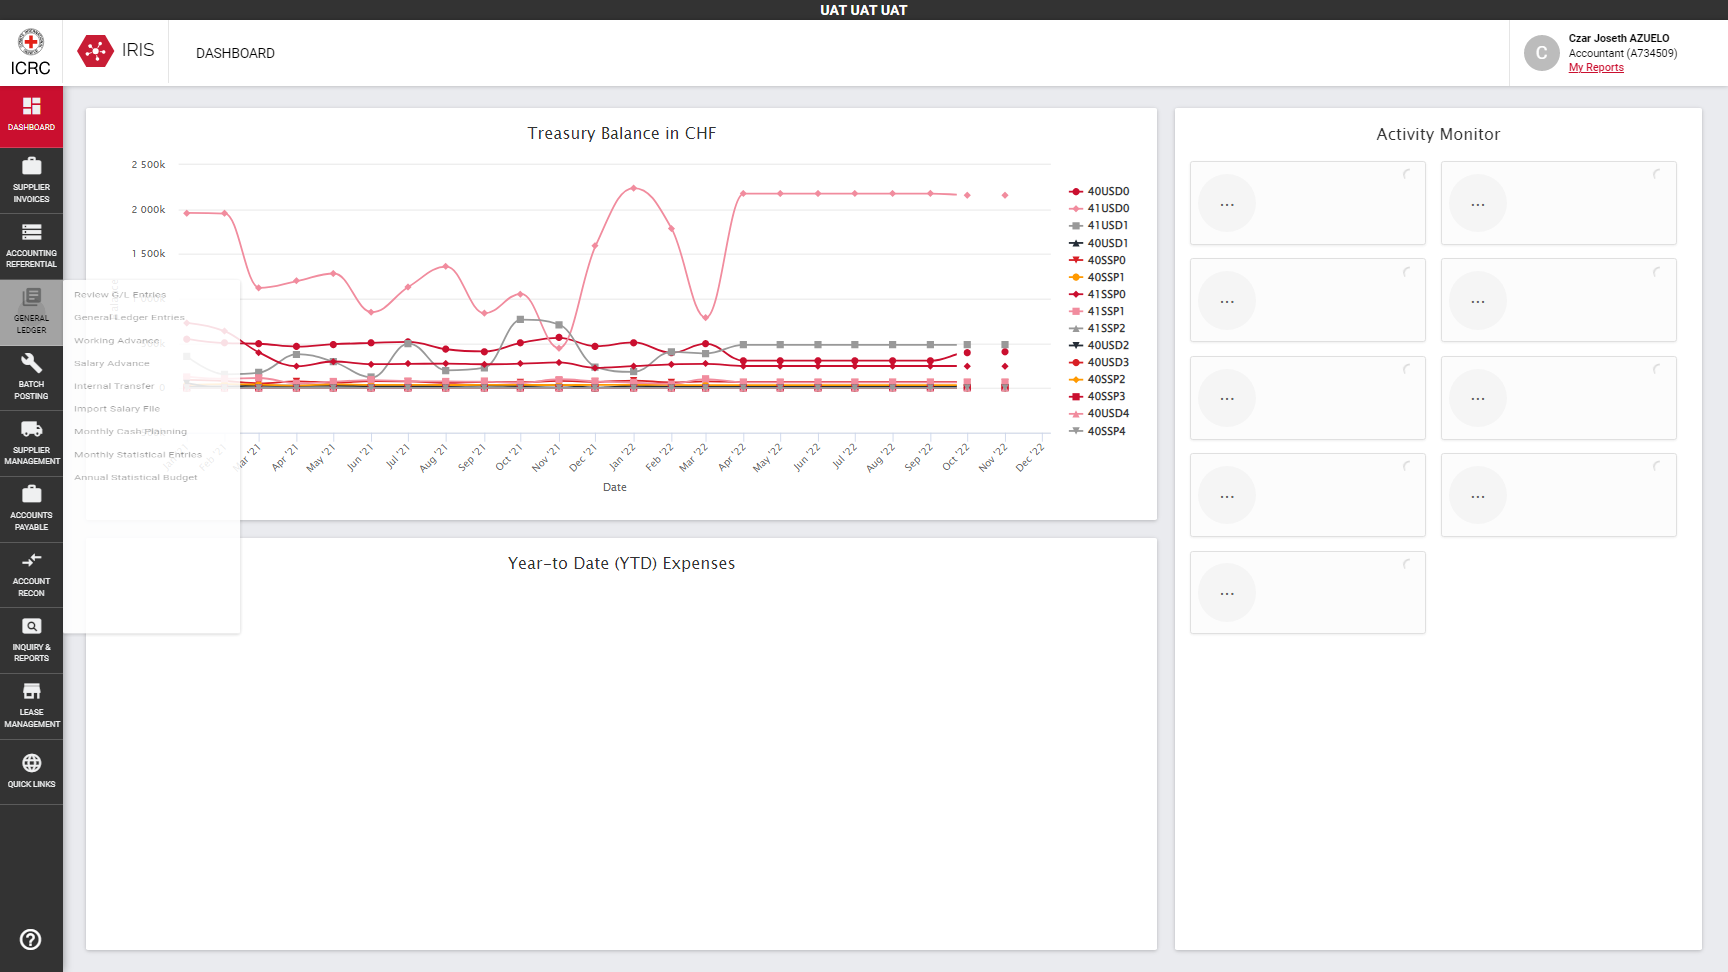 UAT UAT UAT
ICRC
IRIS
DASHBOARD
Czar Joseth AZUELO
Accountant (A734509)
My Reports
DASHBOARD
SUPPLIER
INVOICES
ACCOUNTING
REFERENTIAL
GENERAL
LEDGER
BATCH
POSTING
SUPPLIER
MANAGEMENT
ACCOUNTS
PAYABLE
ACCOUNT
RECON
INQUIRY &
REPORTS
LEASE
MANAGEMENT
QUICK LINKS
Review G/L Entries
General Ledger Entries
Working Advance
Salary Advance
Internal Transfer
Import Salary File
Monthly Cash Planning
Monthly Statistical Entries
Annual Statistical Budget
Treasury Balance in CHF
2 500k
2 000k
1 500k
0
Feb '21
Mar '21
Apr '21
May '21
Jun '21
Jul '21
Aug '21
Sep '21
Oct '21
Nov '21
Dec '21
Jan '22
Feb '22
Mar '22
Apr '22
May '22
Jun '22
Jul '22
Aug '22
Sep '22
Oct '22
Nov '22
Dec '22
Date
40USD0
41USD0
41USD1
40USD1
40SSP0
40SSP1
41SSP0
41SSP1
41SSP2
40USD2
40USD3
40SSP2
40SSP3
40USD4
40SSP4
Year-to Date (YTD) Expenses
Activity Monitor
...
...
...
...
...
...
...
...
...